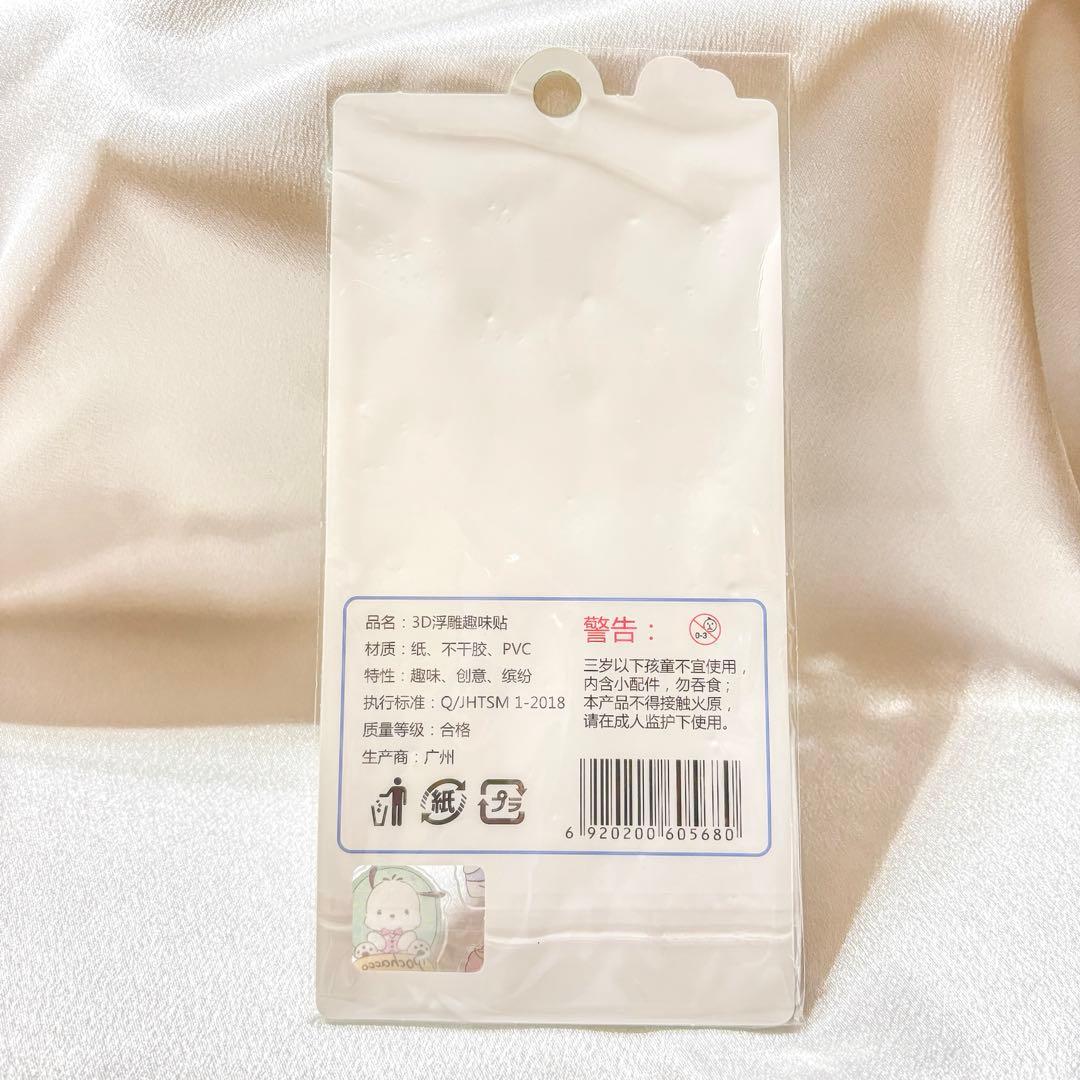 品名：3D浮雕趣味贴
材质：纸、不干胶、PVC
特性：趣味、创意、缤纷
执行标准：Q/JHTSM 1-2018
质量等级：合格
生产商：广州
紙
プラ
警告：
0-3
三岁以下孩童不宜使用，
内含小配件，勿吞食；
本产品不得接触火原，
请在成人监护下使用。
6 920200 605680
Pochacco